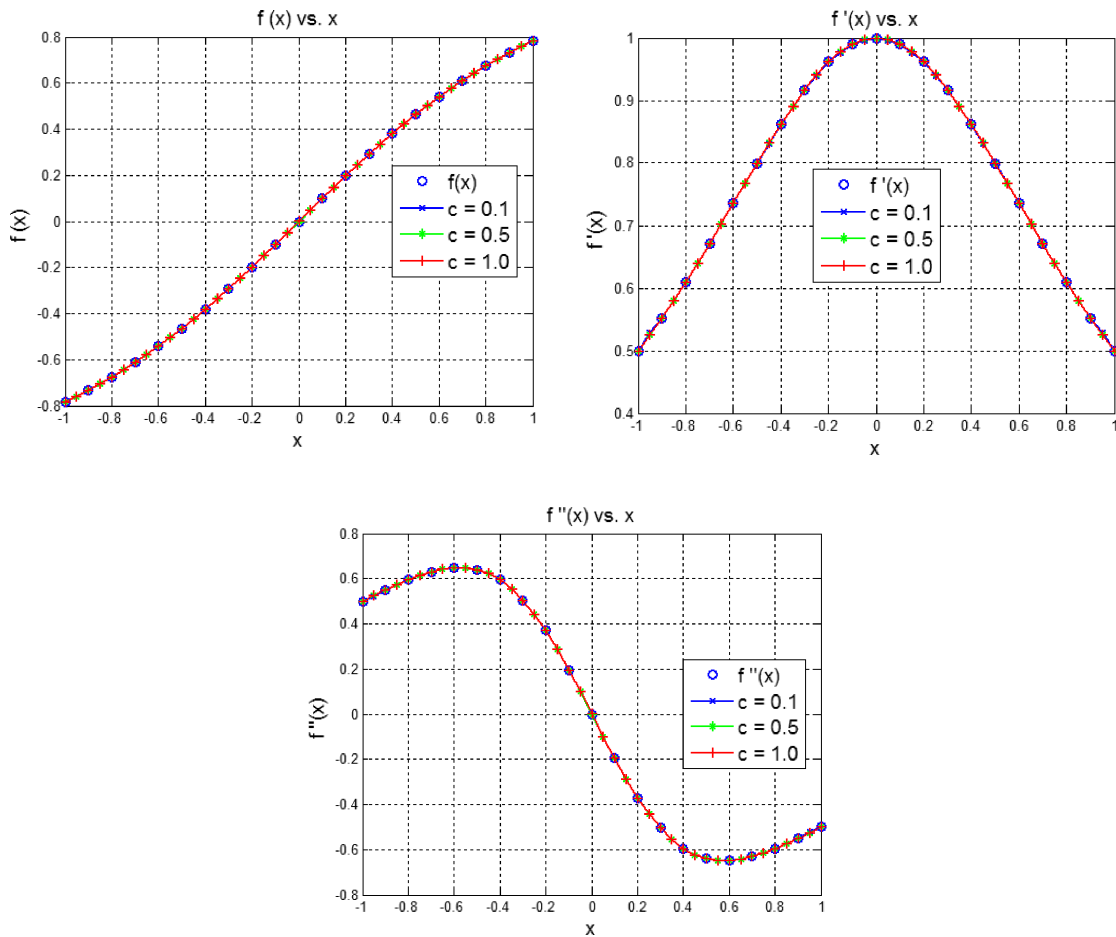 f (x) vs. x
0.8
0.6
0.4
0.2
0
-0.2
-0.4
-0.6
-0.8
f (x)
f(x)
c = 0.1
c = 0.5
c = 1.0
-1 -0.8 -0.6 -0.4 -0.2 0 0.2 0.4 0.6 0.8 1
x
f '(x) vs. x
1
0.9
0.8
0.7
0.6
0.5
0.4
f '(x)
f '(x)
c = 0.1
c = 0.5
c = 1.0
-1 -0.8 -0.6 -0.4 -0.2 0 0.2 0.4 0.6 0.8 1
x
f ''(x) vs. x
0.8
0.6
0.4
0.2
0
-0.2
-0.4
-0.6
-0.8
f ''(x)
f ''(x)
c = 0.1
c = 0.5
c = 1.0
-1 -0.8 -0.6 -0.4 -0.2 0 0.2 0.4 0.6 0.8 1
x